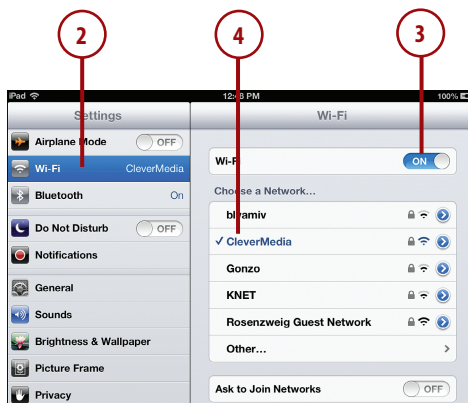 2
4
3
iPad
12:48 PM
100%
Settings
Wi-Fi
Airplane Mode
OFF
Wi-Fi
CleverMedia
Bluetooth
On
Do Not Disturb
OFF
Notifications
General
Sounds
Brightness & Wallpaper
Picture Frame
Privacy
Wi-Fi
ON
Choose a Network...
✓ CleverMedia
Gonzo
KNET
Rosenzweig Guest Network
Other...
Ask to Join Networks
OFF